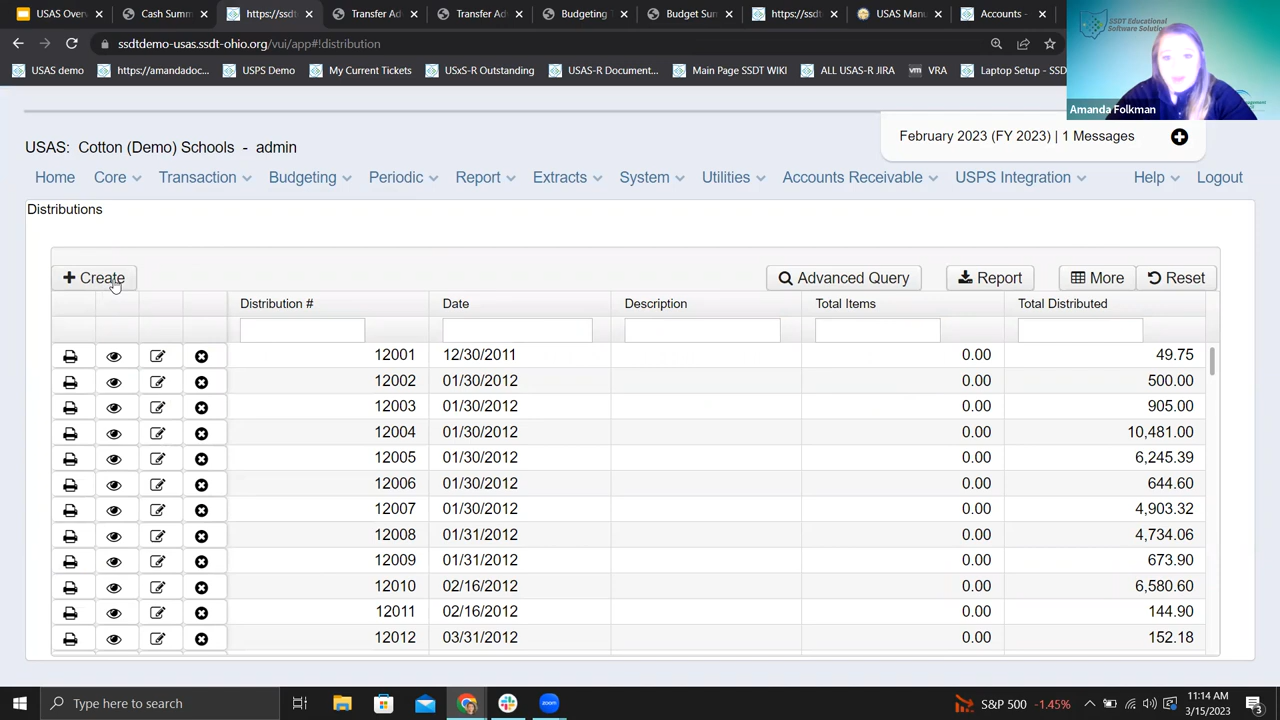 USAS Overv
Cash Summ
https://ssdt
Transfer Ad
Transfer Adv
Budgeting
Budget Sum
https://ssdt
USAS Manu
Accounts -
ssdtdemo-usas.ssdt-ohio.org/vui/app#!distribution
USAS demo
https://amandadoc...
USPS Demo
My Current Tickets
USxS-R Outstanding
USAS-R Document...
Main Page SSDT WIKI
ALL USAS-R JIRA
VRA
Laptop Setup - SSD
SSDT Educational
Software Solution
Amanda Folkman
February 2023 (FY 2023) | 1 Messages
USAS: Cotton (Demo) Schools - admin
Home Core Transaction Budgeting Periodic Report Extracts System Utilities Accounts Receivable USPS Integration Help Logout
Distributions
Create Advanced Query Report More Reset
Distribution # Date Description Total Items Total Distributed
12001 12/30/2011 0.00 49.75
12002 01/30/2012 0.00 500.00
12003 01/30/2012 0.00 905.00
12004 01/30/2012 0.00 10,481.00
12005 01/30/2012 0.00 6,245.39
12006 01/30/2012 0.00 644.60
12007 01/30/2012 0.00 4,903.32
12008 01/31/2012 0.00 4,734.06
12009 01/31/2012 0.00 673.90
12010 02/16/2012 0.00 6,580.60
12011 02/16/2012 0.00 144.90
12012 03/31/2012 0.00 152.18
Type here to search
zoom
S&P 500 -1.45%
11:14 AM
3/15/2023
3